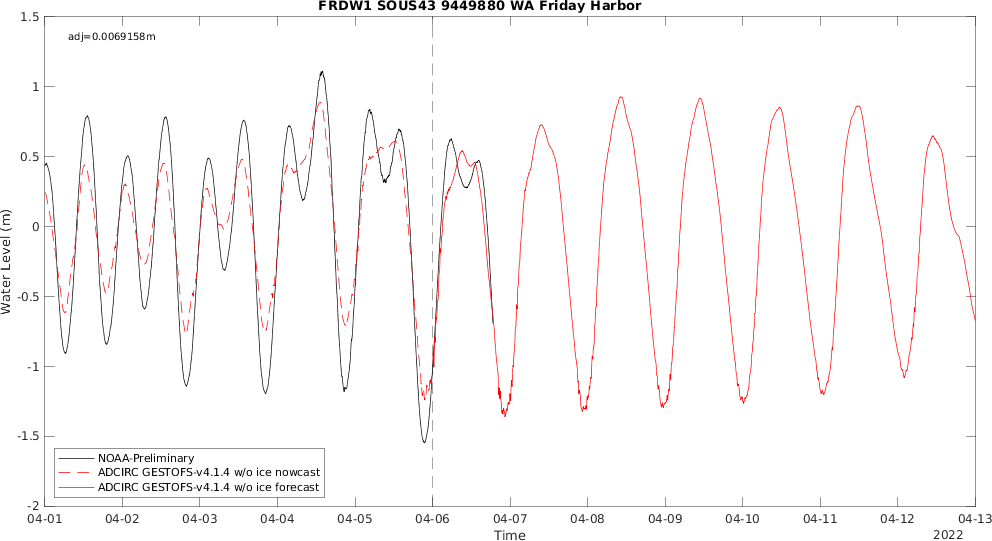 FRDW1 SOUS43 9449880 WA Friday Harbor
adj=0.0069158m
1.5
1
0.5
0
-0.5
-1
-1.5
-2
Water Level (m)
NOAA-Preliminary
ADCIRC GESTOFS-v4.1.4 w/o ice nowcast
ADCIRC GESTOFS-v4.1.4 w/o ice forecast
04-01 04-02 04-03 04-04 04-05 04-06 04-07 04-08 04-09 04-10 04-11 04-12 04-13
Time
2022